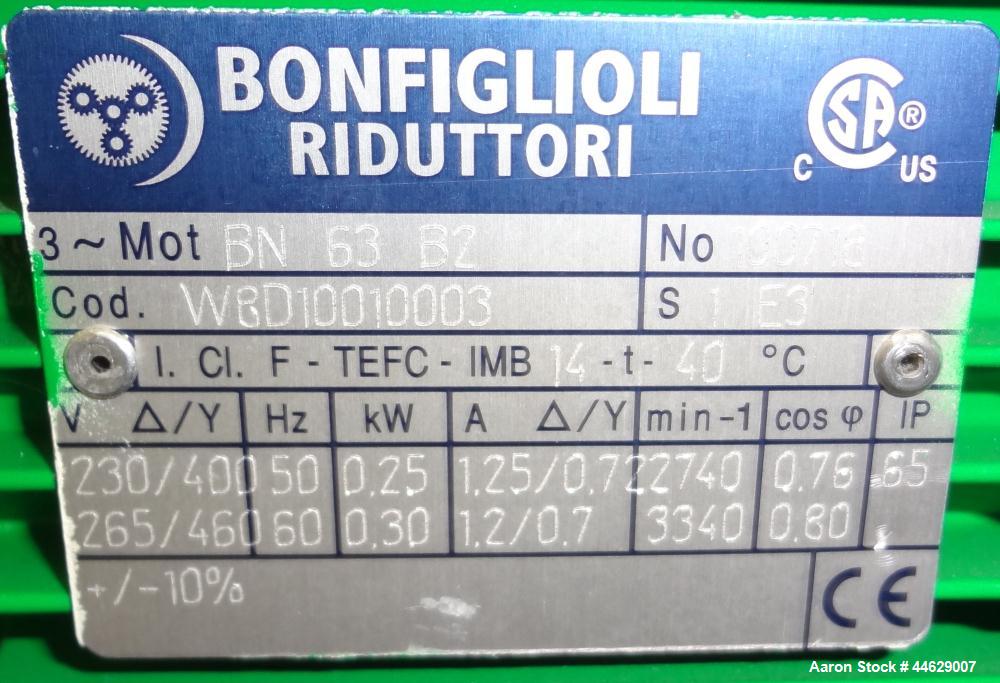 BONFIGLIOLI
RIDUTTORI
CSA® C US
3 ~ Mot BN 63 B2 No
Cod. W8D10010003 S 1 E3
I. Cl. F - TEFC - IMB 14 - t - 40 °C
V Δ/Y Hz kW A Δ/Y min-1 cos φ IP
230/400 50 0.25 1.25/0.72 2740 0.76 65
265/460 60 0.30 1.2/0.7 3340 0.80
+/-10% CE
Aaron Stock # 44629007